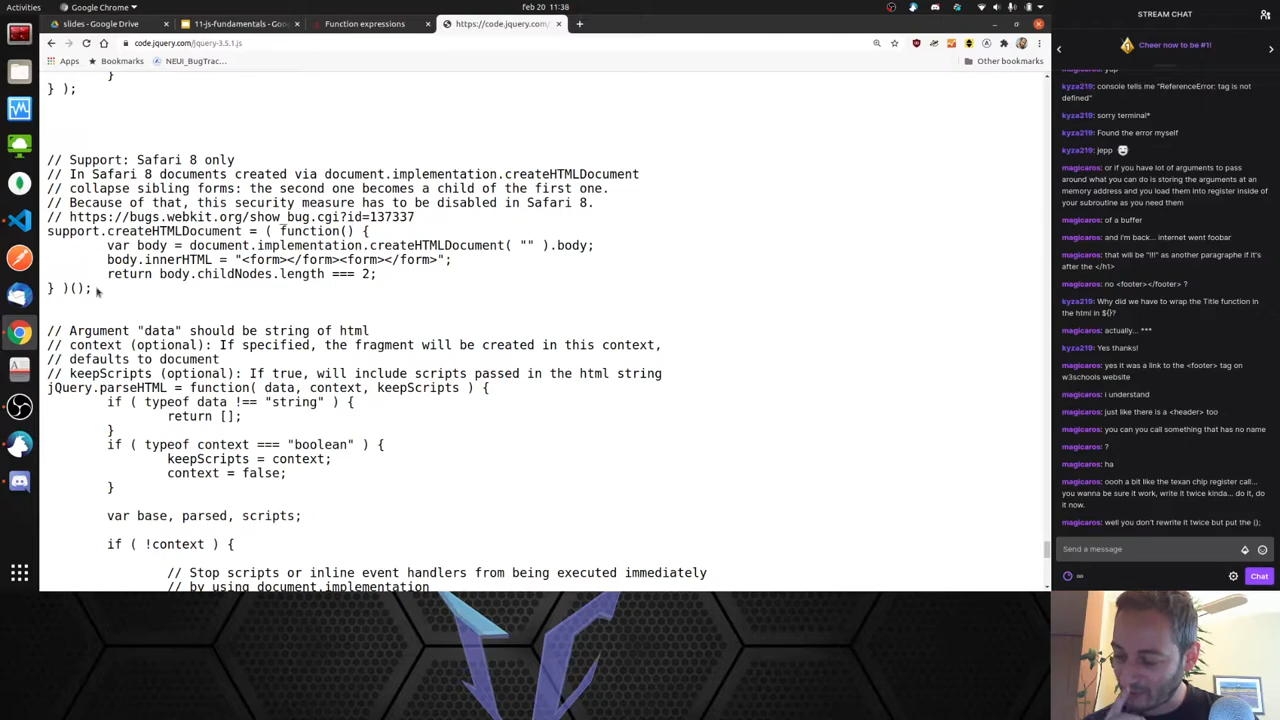 Activities
Google Chrome
feb 20 11:38
slides - Google Drive
11-js-fundamentals - Goo
Function expressions
https://code.jquery.com/
code.jquery.com/jquery-3.5.1.js
Apps
Bookmarks
NEUI_BugTrac...
Other bookmarks
}
} );
// Support: Safari 8 only
// In Safari 8 documents created via document.implementation.createHTMLDocument
// collapse sibling forms: the second one becomes a child of the first one.
// Because of that, this security measure has to be disabled in Safari 8.
// https://bugs.webkit.org/show_bug.cgi?id=137337
support.createHTMLDocument = ( function() {
var body = document.implementation.createHTMLDocument( "" ).body;
body.innerHTML = "<form></form><form></form>";
return body.childNodes.length === 2;
} )();
// Argument "data" should be string of html
// context (optional): If specified, the fragment will be created in this context,
// defaults to document
// keepScripts (optional): If true, will include scripts passed in the html string
jQuery.parseHTML = function( data, context, keepScripts ) {
if ( typeof data !== "string" ) {
return [];
}
if ( typeof context === "boolean" ) {
keepScripts = context;
context = false;
}
var base, parsed, scripts;
if ( !context ) {
// Stop scripts or inline event handlers from being executed immediately
// by using document.implementation
STREAM CHAT
Cheer now to be #1!
magicaros: yup
kyza219: console tells me "ReferenceError: tag is not
defined"
kyza219: sorry terminal*
kyza219: Found the error myself
kyza219: jepp
magicaros: or if you have lot of arguments to pass
around what you can do is storing the arguments at an
memory address and you load them into register inside of
your subroutine as you need them
magicaros: of a buffer
magicaros: and i'm back... internet went foobar
magicaros: that will be "!!!" as another paragraphe if it's
after the </h1>
magicaros: no <footer></footer> ?
kyza219: Why did we have to wrap the Title function in
the html in ${}?
magicaros: actually... ***
kyza219: Yes thanks!
magicaros: yes it was a link to the <footer> tag on
w3schools website
magicaros: i understand
magicaros: just like there is a <header> too
magicaros: you can you call something that has no name
magicaros: ?
magicaros: ha
magicaros: oooh a bit like the texan chip register call...
you wanna be sure it work, write it twice kinda... do it, do
it now.
magicaros: well you don't rewrite it twice but put the ();
Send a message
∞
Chat